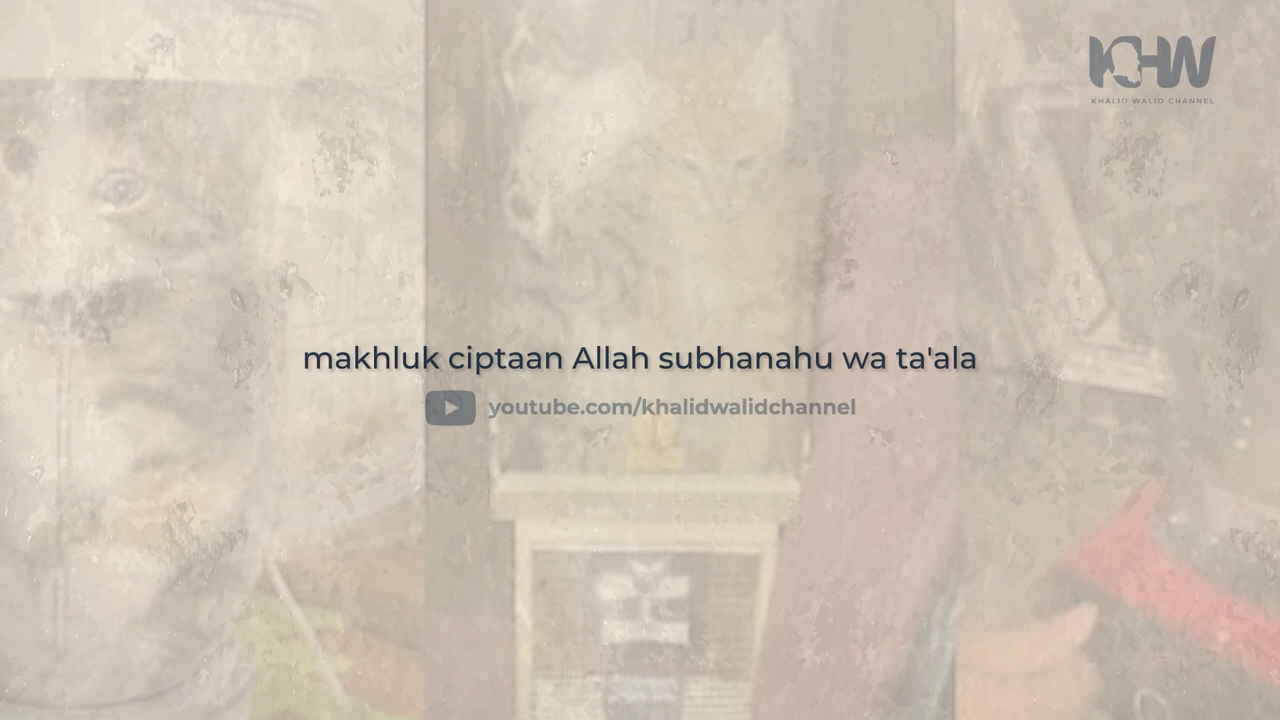 KHW
KHALID WALID CHANNEL
makhluk ciptaan Allah subhanahu wa ta'ala
youtube.com/khalidwalidchannel